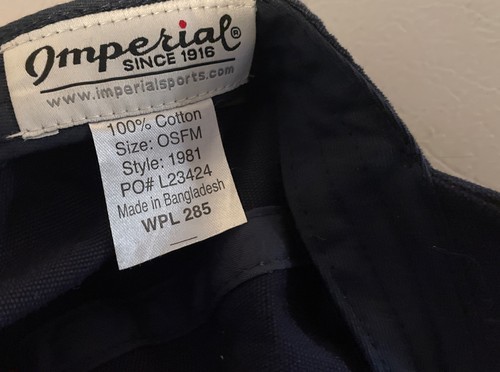 Imperial®
SINCE 1916
www.imperialsports.com
100% Cotton
Size: OSFM
Style: 1981
PO# L23424
Made in Bangladesh
WPL 285